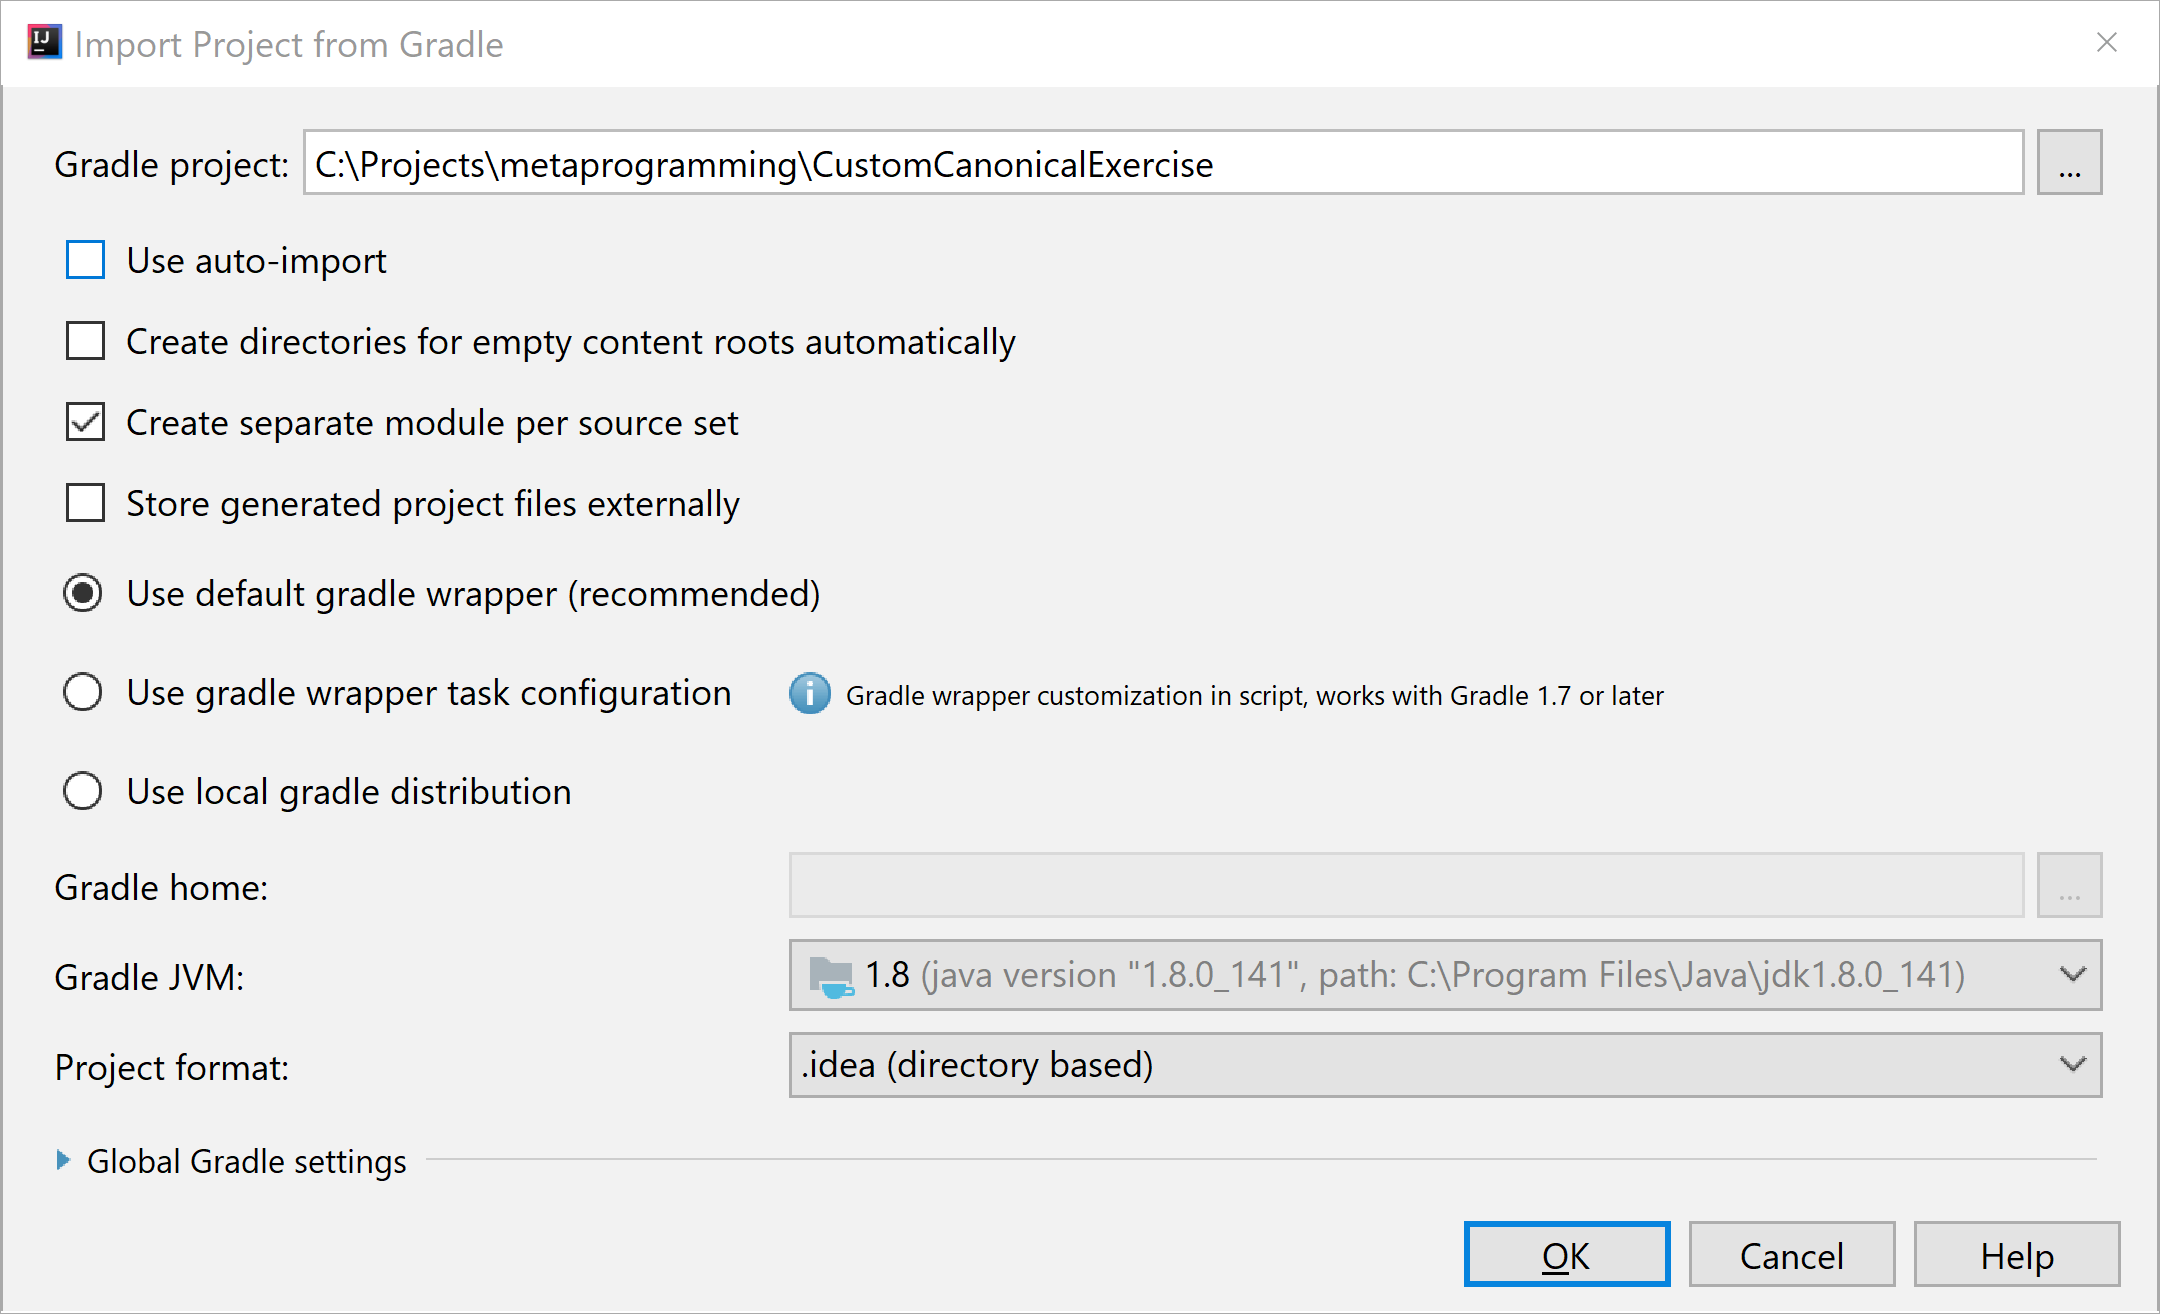 IJ
Import Project from Gradle
Gradle project: C:\Projects\metaprogramming\CustomCanonicalExercise ...
Use auto-import
Create directories for empty content roots automatically
Create separate module per source set
Store generated project files externally
Use default gradle wrapper (recommended)
Use gradle wrapper task configuration Gradle wrapper customization in script, works with Gradle 1.7 or later
Use local gradle distribution
Gradle home: ...
Gradle JVM: 1.8 (java version "1.8.0_141", path: C:\Program Files\Java\jdk1.8.0_141)
Project format: .idea (directory based)
Global Gradle settings
OK Cancel Help